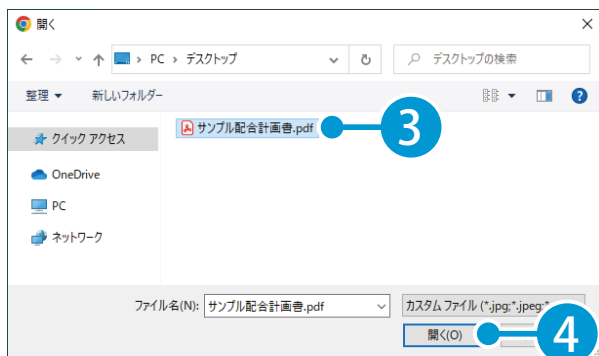 開く
PC › デスクトップ
デスクトップの検索
整理 新しいフォルダー
クイック アクセス
サンプル配合計画書.pdf
3
OneDrive
PC
ネットワーク
ファイル名(N): サンプル配合計画書.pdf
カスタム ファイル (*.jpg;*.jpeg;*
開く(O)
4